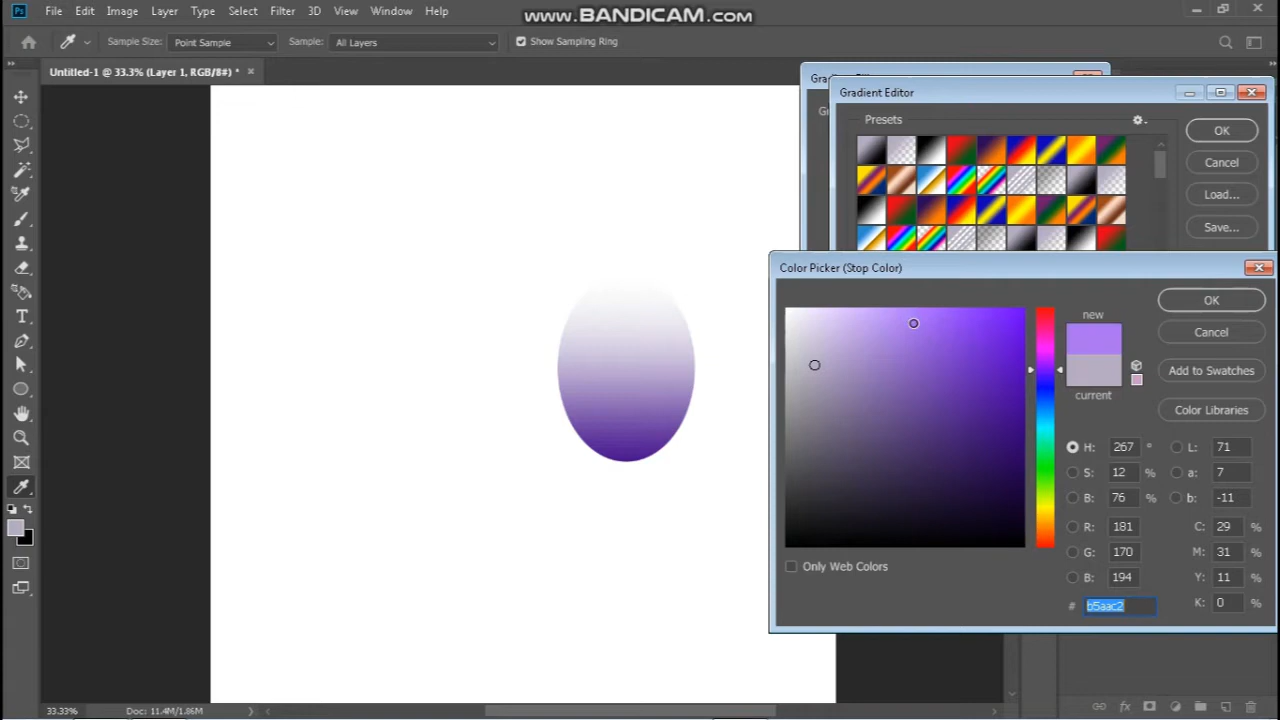 Ps File Edit Image Layer Type Select Filter 3D View Window Help
www.BANDICAM.com
Sample Size: Point Sample Sample: All Layers Show Sampling Ring
Untitled-1 @ 33.3% (Layer 1, RGB/8#) *
Gradient Editor
Presets
OK
Cancel
Load...
Save...
Color Picker (Stop Color)
new
current
OK
Cancel
Add to Swatches
Color Libraries
H: 267 ° L: 71
S: 12 % a: 7
B: 76 % b: -11
R: 181 C: 29 %
G: 170 M: 31 %
B: 194 Y: 11 %
# b5aac2 K: 0 %
Only Web Colors
33.33% Doc: 11.4M/1.86M
fx